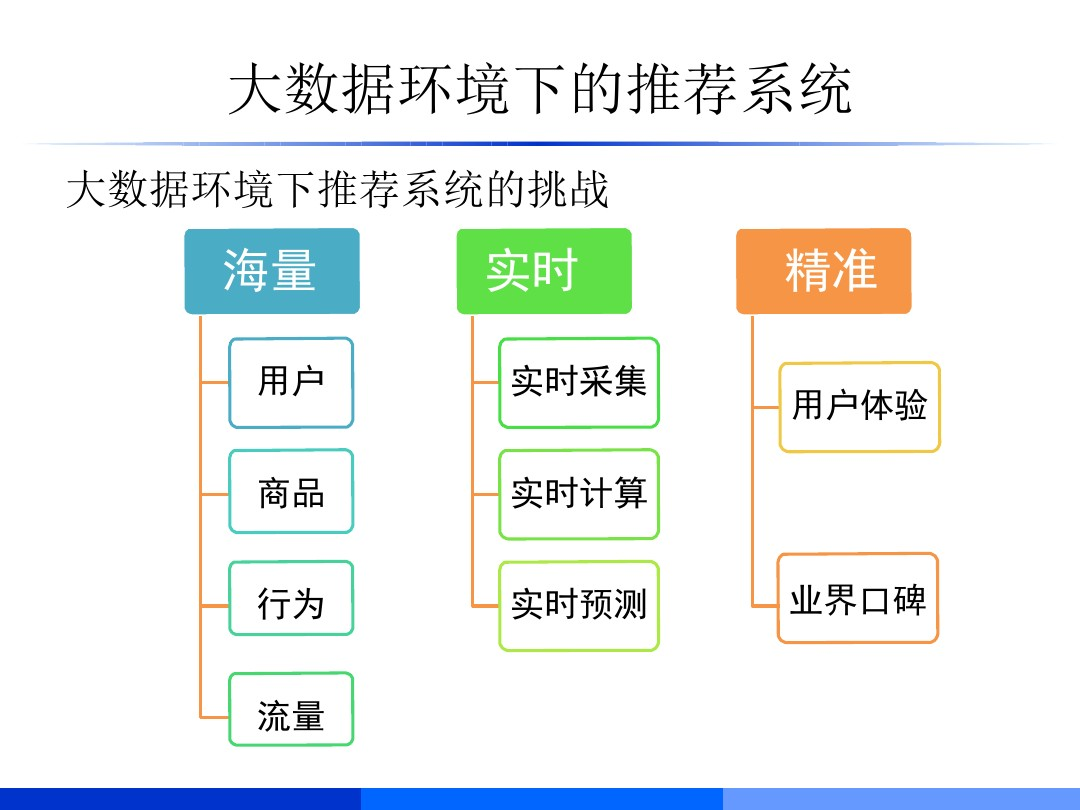 大数据环境下的推荐系统
大数据环境下推荐系统的挑战
海量
用户
商品
行为
流量
实时
实时采集
实时计算
实时预测
精准
用户体验
业界口碑